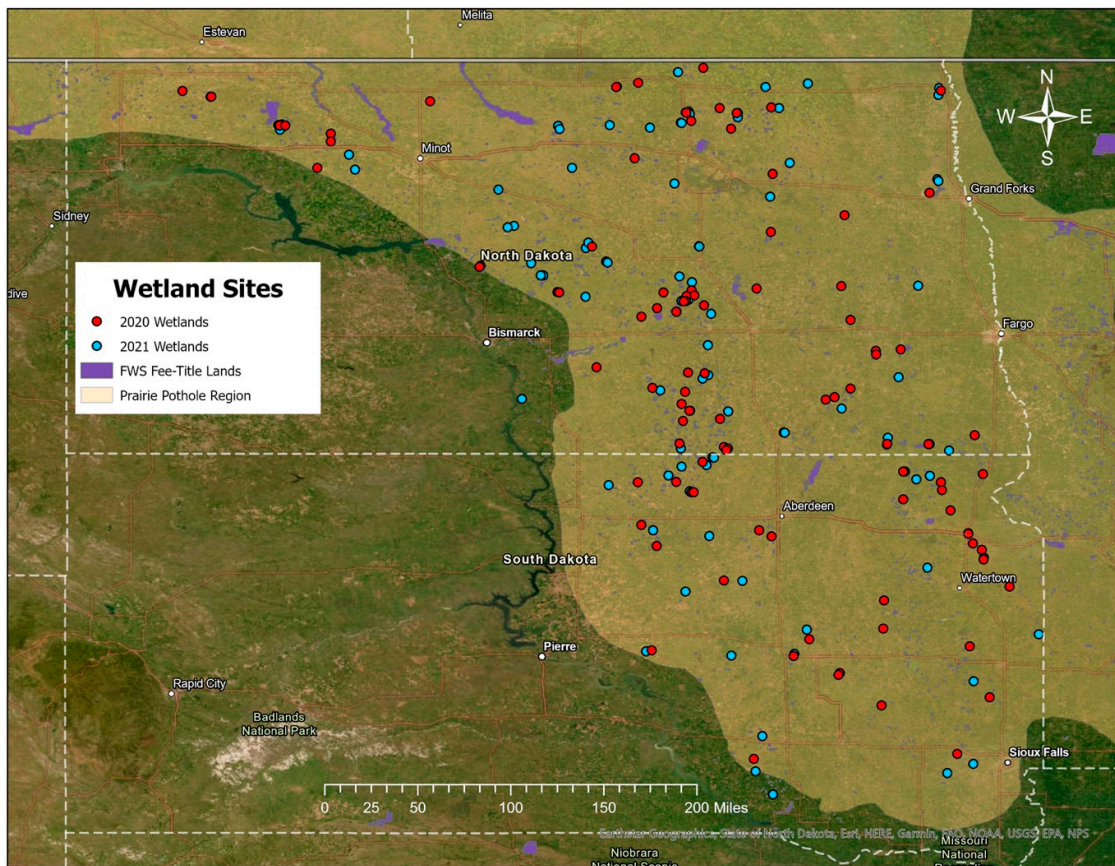 Melita
Estevan
N
W E
S
Minot
Grand Forks
Sidney
North Dakota
dive
Wetland Sites
2020 Wetlands
2021 Wetlands
FWS Fee-Title Lands
Prairie Pothole Region
Bismarck
Fargo
Aberdeen
South Dakota
Watertown
Pierre
Rapid City
Badlands
National Park
Sioux Falls
0 25 50 100 150 200 Miles
Earthstar Geographics, State of North Dakota, Esri, HERE, Garmin, FAO, NOAA, USGS, EPA, NPS
Missouri
National
Niobrara
National Scenic